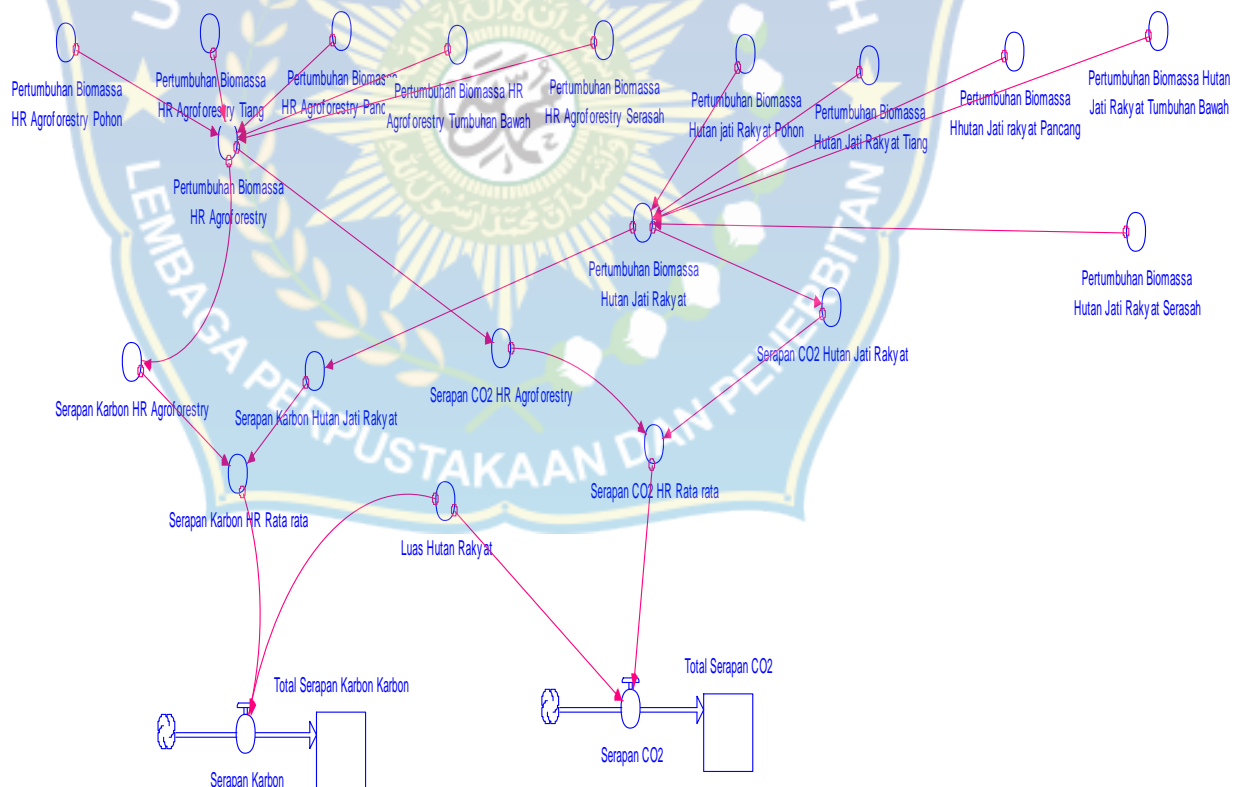 Pertumbuhan Biomassa
HR Agroforestry Pohon
Pertumbuhan Biomassa
HR Agroforestry Tiang
Pertumbuhan Biomassa
HR Agroforestry Panc
Pertumbuhan Biomassa HR
Agroforestry Tumbuhan Bawah
Pertumbuhan Biomassa
HR Agroforestry Serasah
Pertumbuhan Biomassa
Hutan jati Rakyat Pohon
Pertumbuhan Biomassa
Hutan Jati Rakyat Tiang
Pertumbuhan Biomassa
Hhutan Jati rakyat Pancang
Pertumbuhan Biomassa Hutan
Jati Rakyat Tumbuhan Bawah
Pertumbuhan Biomassa
HR Agroforestry
Pertumbuhan Biomassa
Hutan Jati Rakyat
Pertumbuhan Biomassa
Hutan Jati Rakyat Serasah
Serapan CO2 Hutan Jati Rakyat
Serapan Karbon HR Agroforestry
Serapan Karbon Hutan Jati Rakyat
Serapan CO2 HR Agroforestry
Serapan CO2 HR Rata rata
Serapan Karbon HR Rata rata
Luas Hutan Rakyat
Total Serapan Karbon Karbon
Total Serapan CO2
Serapan Karbon
Serapan CO2
LEMBAGA PERPUSTAKAAN DAN PENERBITAN